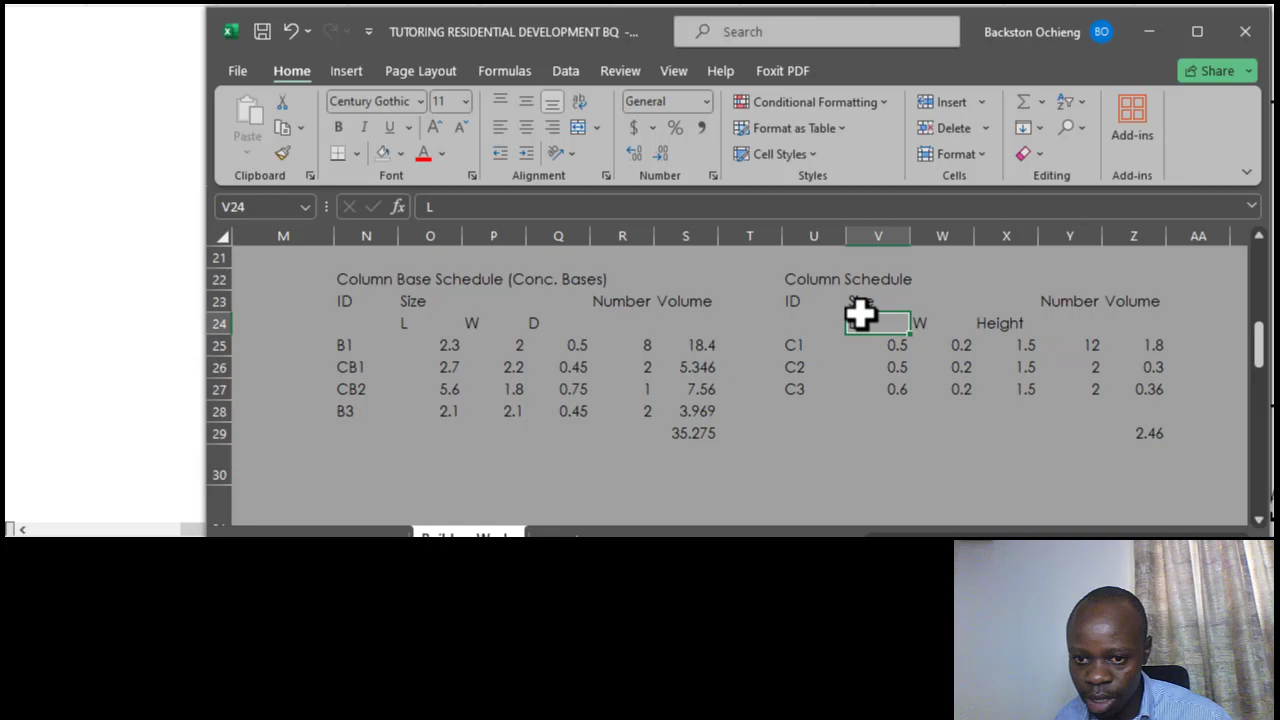 TUTORING RESIDENTIAL DEVELOPMENT BQ -...
Search
Backston Ochieng
BO
File Home Insert Page Layout Formulas Data Review View Help Foxit PDF
Share
Paste
Century Gothic 11
General
Conditional Formatting
Format as Table
Cell Styles
Insert
Delete
Format
Add-ins
Clipboard Font Alignment Number Styles Cells Editing Add-ins
V24 fx L
M N O P Q R S T U V W X Y Z AA
21
22 Column Base Schedule (Conc. Bases) Column Schedule
23 ID Size Number Volume ID Number Volume
24 L W D W Height
25 B1 2.3 2 0.5 8 18.4 C1 0.5 0.2 1.5 12 1.8
26 CB1 2.7 2.2 0.45 2 5.346 C2 0.5 0.2 1.5 2 0.3
27 CB2 5.6 1.8 0.75 1 7.56 C3 0.6 0.2 1.5 2 0.36
28 B3 2.1 2.1 0.45 2 3.969
29 35.275 2.46
30